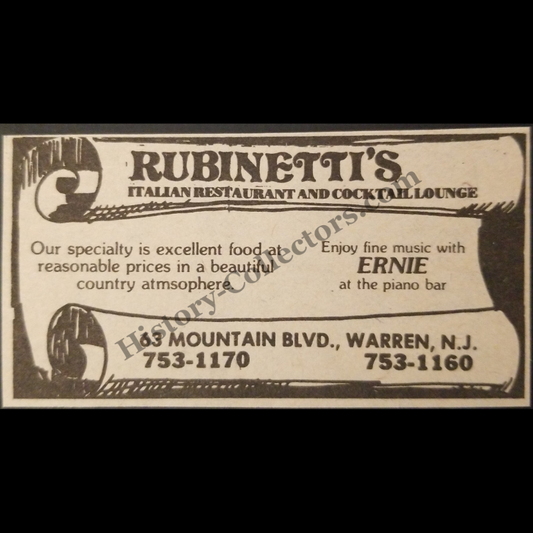 RUBINETTI'S
ITALIAN RESTAURANT AND COCKTAIL LOUNGE
Our specialty is excellent food at
reasonable prices in a beautiful
country atmsophere.
Enjoy fine music with
ERNIE
at the piano bar
63 MOUNTAIN BLVD., WARREN, N.J.
753-1170 753-1160
History-Collectors.com